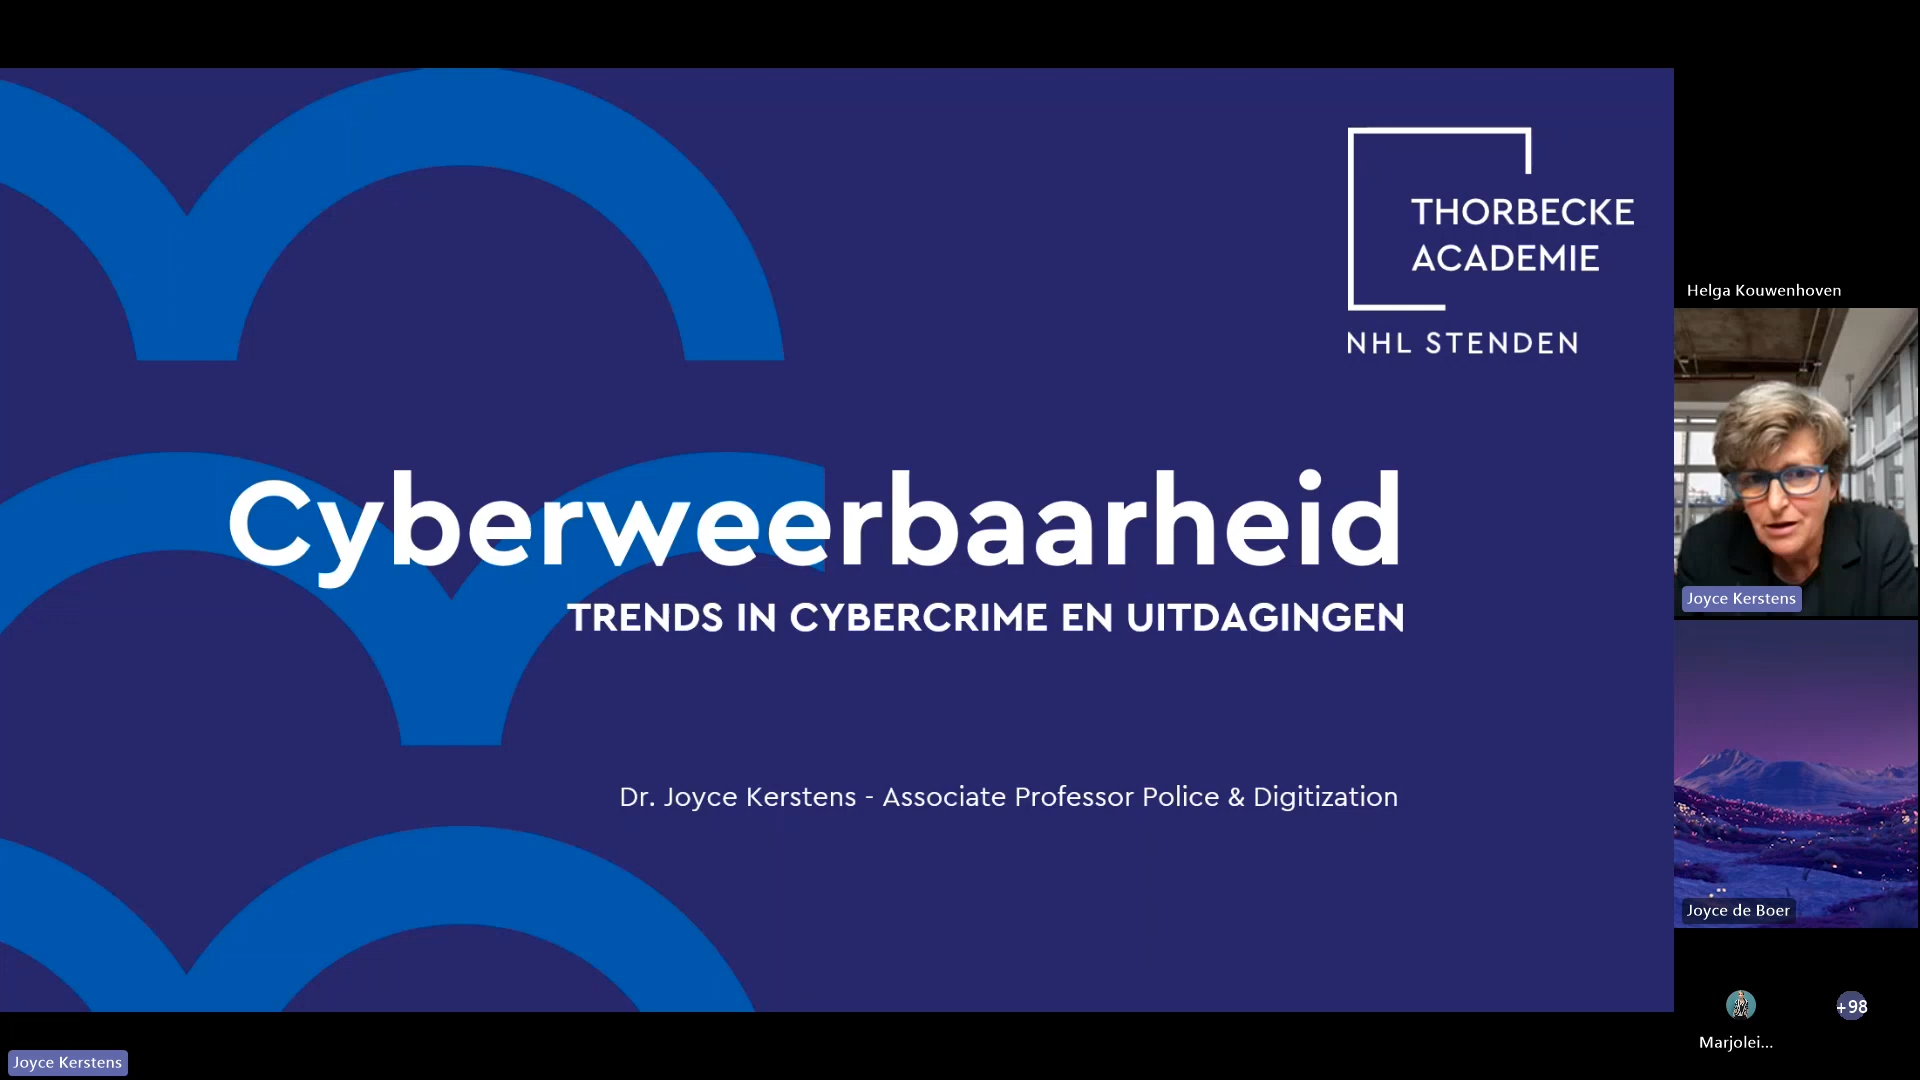 THORBECKE
ACADEMIE
NHL STENDEN
Cyberweerbaarheid
TRENDS IN CYBERCRIME EN UITDAGINGEN
Dr. Joyce Kerstens - Associate Professor Police & Digitization
Helga Kouwenhoven
Joyce Kerstens
Joyce de Boer
+98
Marjolei...
Joyce Kerstens